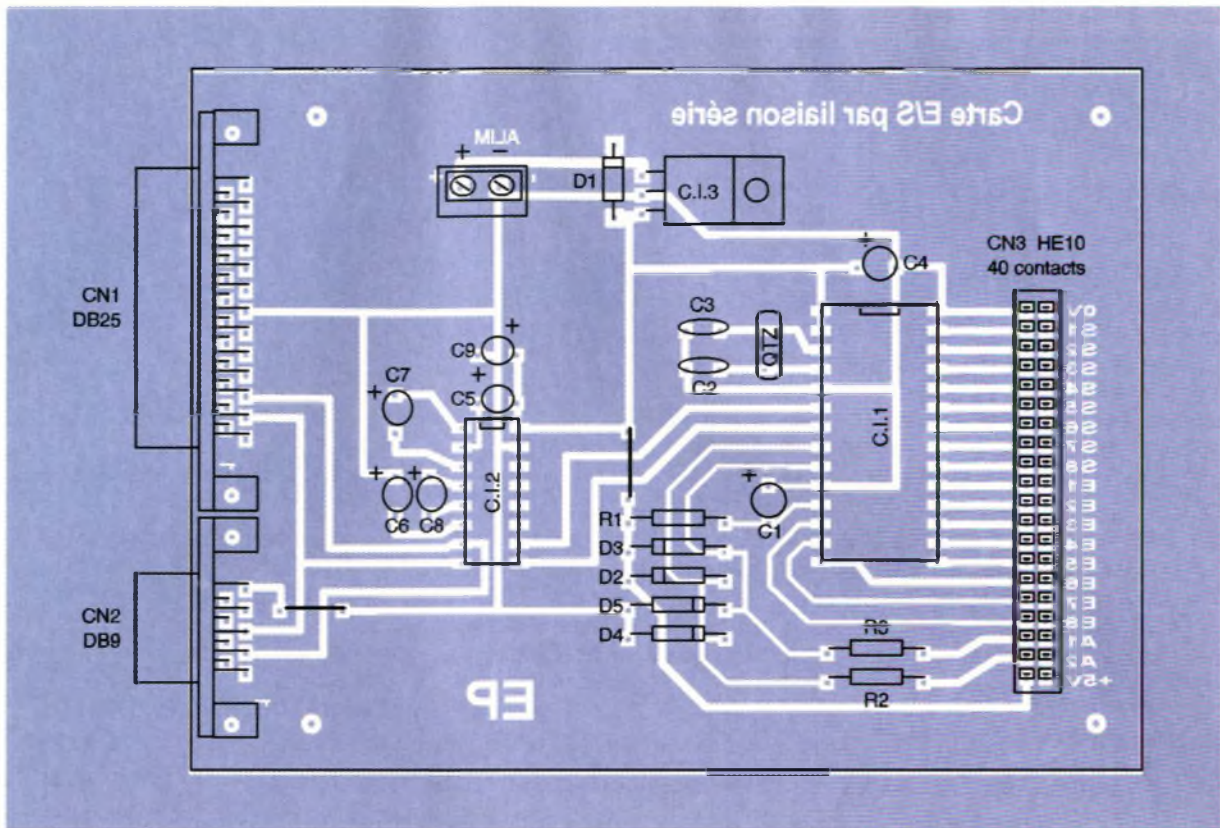 Carte E/S par liaison série
ALIM
+ −
D1
C.I.3
CN3 HE10
40 contacts
+
C4
CN1
DB25
C3
QTZ
C2
C9
+
C5
+
C7
+
C.I.1
C.I.2
C6
+
C8
+
C1
+
R1
D3
D2
D5
D4
R2
CN2
DB9
1
1
EP
0V
S1
S2
S3
S4
S5
S6
S7
S8
E1
E2
E3
E4
E5
E6
E7
E8
A1
A2
+5V